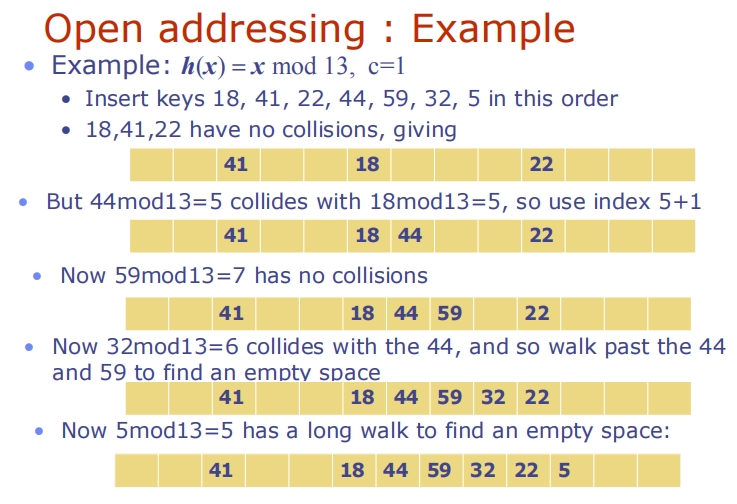 Open addressing : Example
• Example: h(x) = x mod 13, c=1
• Insert keys 18, 41, 22, 44, 59, 32, 5 in this order
• 18,41,22 have no collisions, giving
41 18 22
• But 44mod13=5 collides with 18mod13=5, so use index 5+1
41 18 44 22
• Now 59mod13=7 has no collisions
41 18 44 59 22
• Now 32mod13=6 collides with the 44, and so walk past the 44
and 59 to find an empty space
41 18 44 59 32 22
• Now 5mod13=5 has a long walk to find an empty space:
41 18 44 59 32 22 5